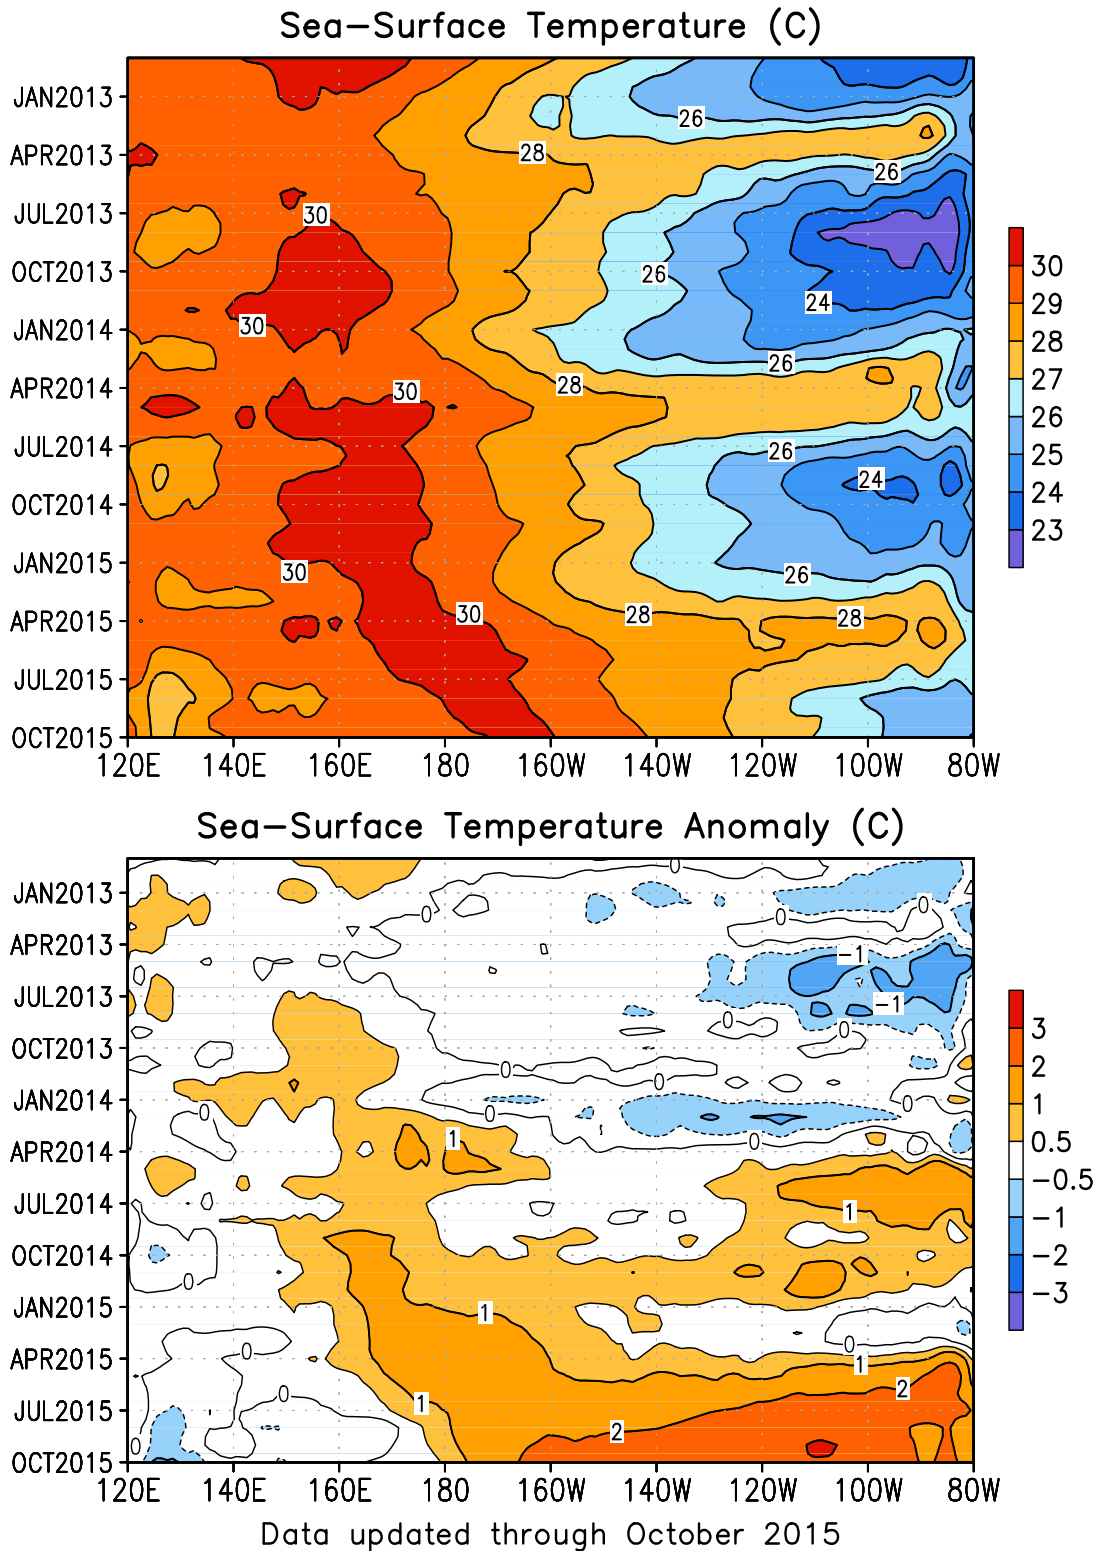 Sea-Surface Temperature (C)
JAN2013
APR2013
JUL2013
OCT2013
JAN2014
APR2014
JUL2014
OCT2014
JAN2015
APR2015
JUL2015
OCT2015
120E 140E 160E 180 160W 140W 120W 100W 80W
26
28
26
30
26
24
30
26
28
30
26
24
30
26
30
28
28
30
29
28
27
26
25
24
23
Sea-Surface Temperature Anomaly (C)
JAN2013
APR2013
JUL2013
OCT2013
JAN2014
APR2014
JUL2014
OCT2014
JAN2015
APR2015
JUL2015
OCT2015
120E 140E 160E 180 160W 140W 120W 100W 80W
0
0
0
0
-1
-1
0
0
0
0
0
0
0
1
0
1
0
1
0
0
1
2
0
1
2
0
3
2
1
0.5
-0.5
-1
-2
-3
Data updated through October 2015